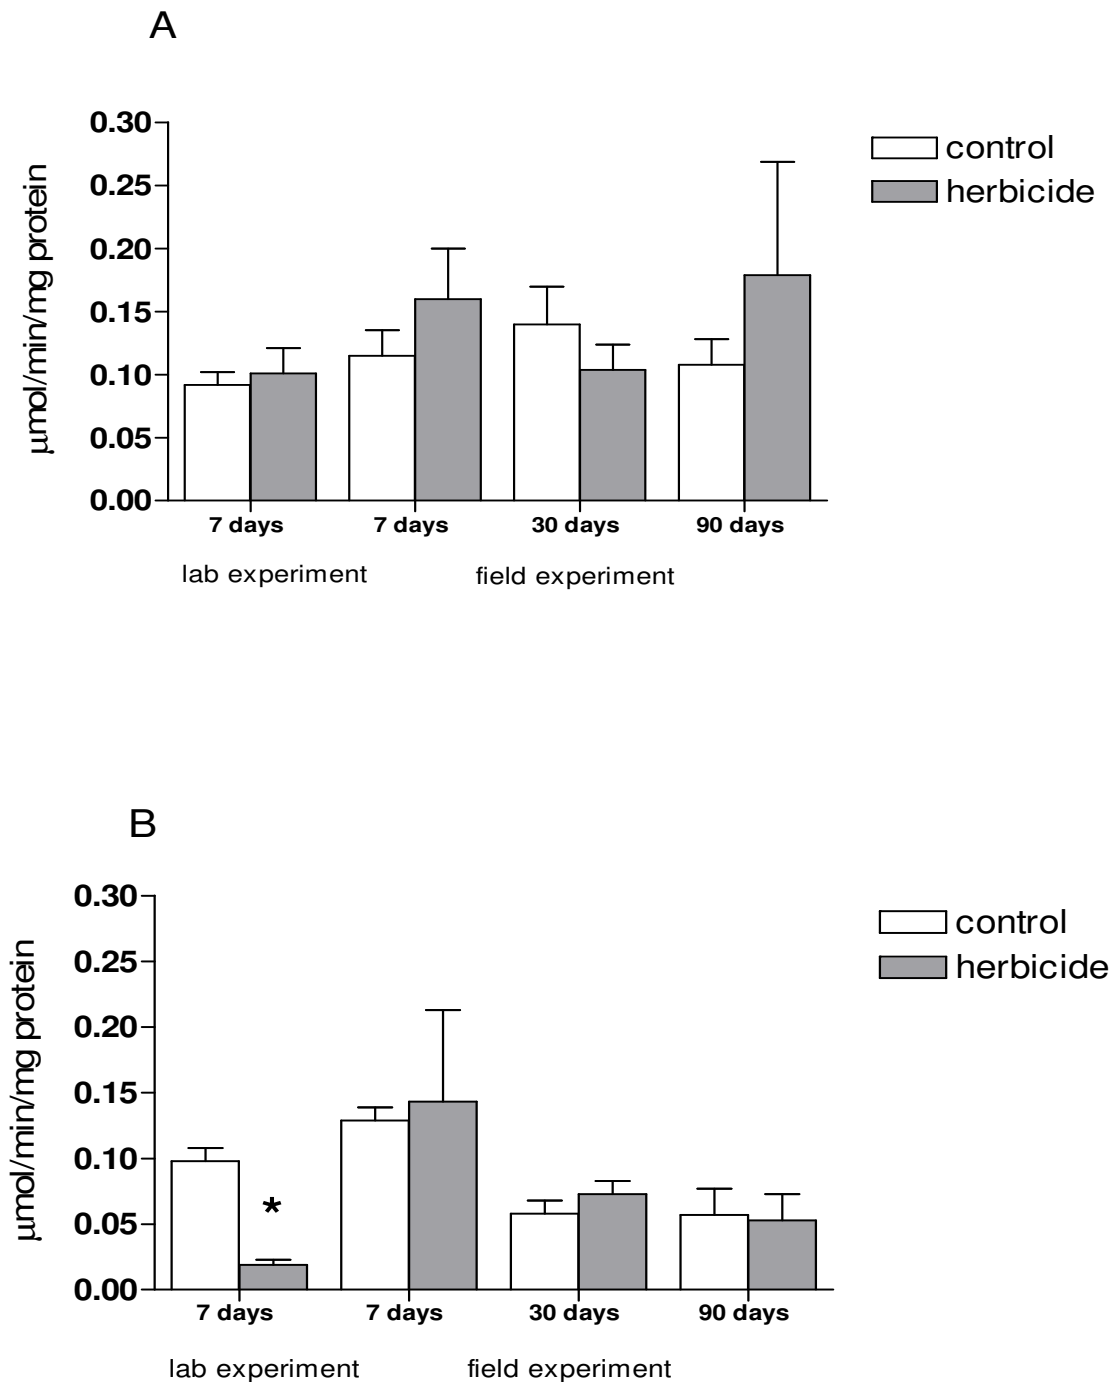 A
0.30
0.25
0.20
0.15
0.10
0.05
0.00
μmol/min/mg protein
control
herbicide
7 days 7 days 30 days 90 days
lab experiment field experiment
B
0.30
0.25
0.20
0.15
0.10
0.05
0.00
μmol/min/mg protein
control
herbicide
*
7 days 7 days 30 days 90 days
lab experiment field experiment